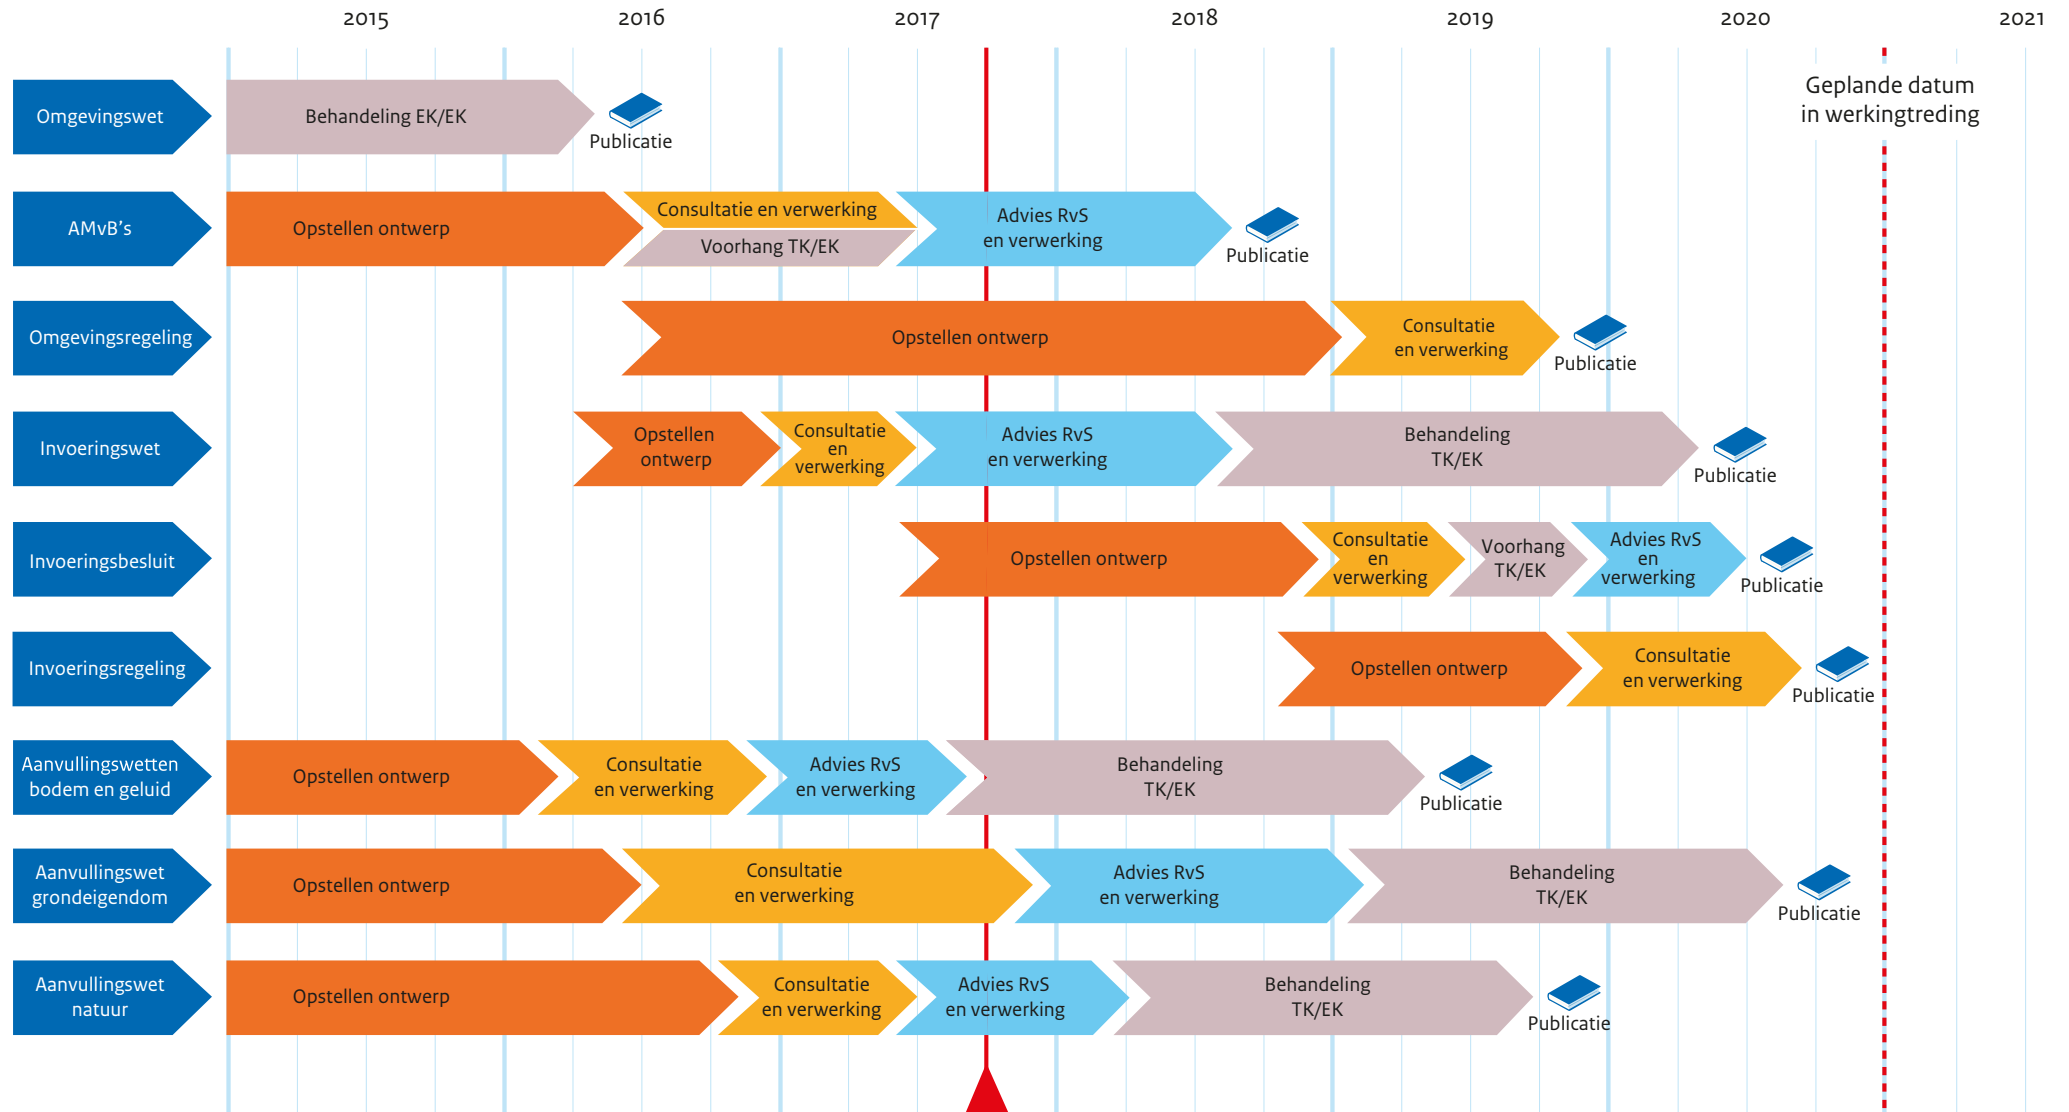 2015 2016 2017 2018 2019 2020 2021
Geplande datum
in werkingtreding
Omgevingswet
Behandeling EK/EK
Publicatie
AMvB's
Opstellen ontwerp
Consultatie en verwerking
Voorhang TK/EK
Advies RvS
en verwerking
Publicatie
Omgevingsregeling
Opstellen ontwerp
Consultatie
en verwerking
Publicatie
Invoeringswet
Opstellen
ontwerp
Consultatie
en
verwerking
Advies RvS
en verwerking
Behandeling
TK/EK
Publicatie
Invoeringsbesluit
Opstellen ontwerp
Consultatie
en
verwerking
Voorhang
TK/EK
Advies RvS
en
verwerking
Publicatie
Invoeringsregeling
Opstellen ontwerp
Consultatie
en verwerking
Publicatie
Aanvullingswetten
bodem en geluid
Opstellen ontwerp
Consultatie
en verwerking
Advies RvS
en verwerking
Behandeling
TK/EK
Publicatie
Aanvullingswet
grondeigendom
Opstellen ontwerp
Consultatie
en verwerking
Advies RvS
en verwerking
Behandeling
TK/EK
Publicatie
Aanvullingswet
natuur
Opstellen ontwerp
Consultatie
en verwerking
Advies RvS
en verwerking
Behandeling
TK/EK
Publicatie